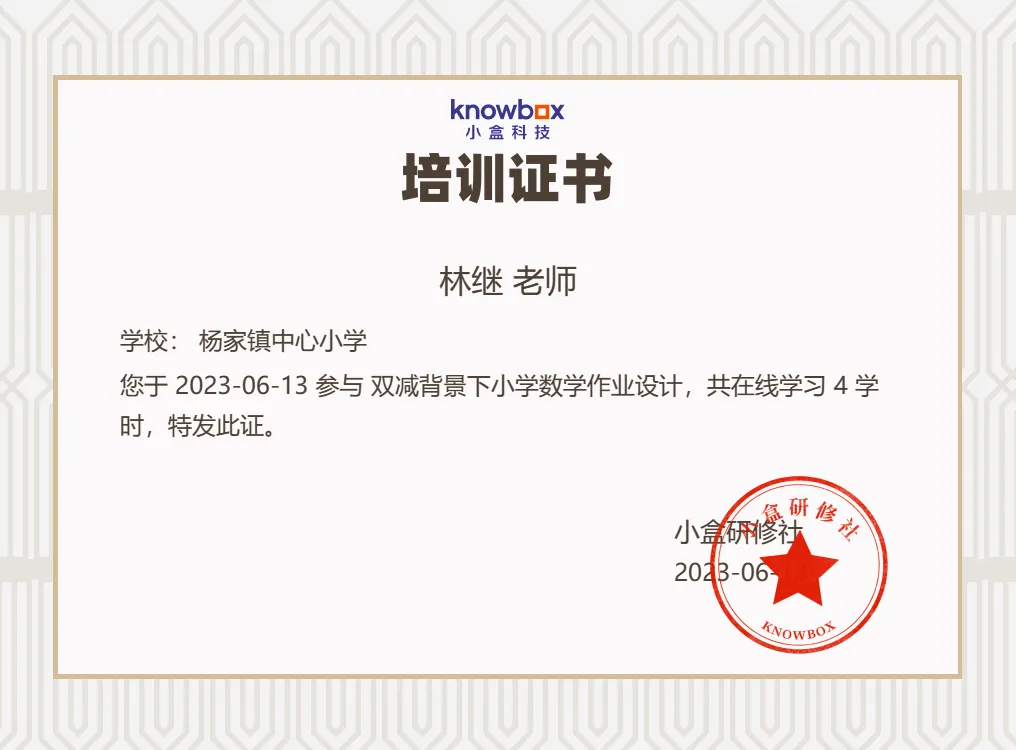 knowbox
小盒科技
培训证书
林继 老师
学校： 杨家镇中心小学
您于 2023-06-13 参与 双减背景下小学数学作业设计，共在线学习 4 学
时，特发此证。
小盒研修社
小盒研修社
2023-06-
KNOWBOX